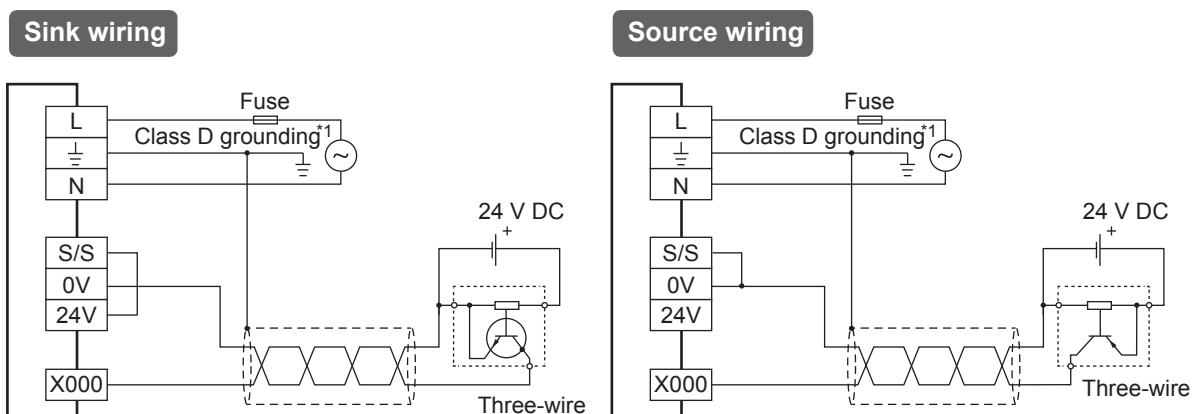 Sink wiring
Fuse
L
Class D grounding*1
N
24 V DC
+
S/S
0V
24V
X000
Three-wire
Source wiring
Fuse
L
Class D grounding*1
N
24 V DC
+
S/S
0V
24V
X000
Three-wire